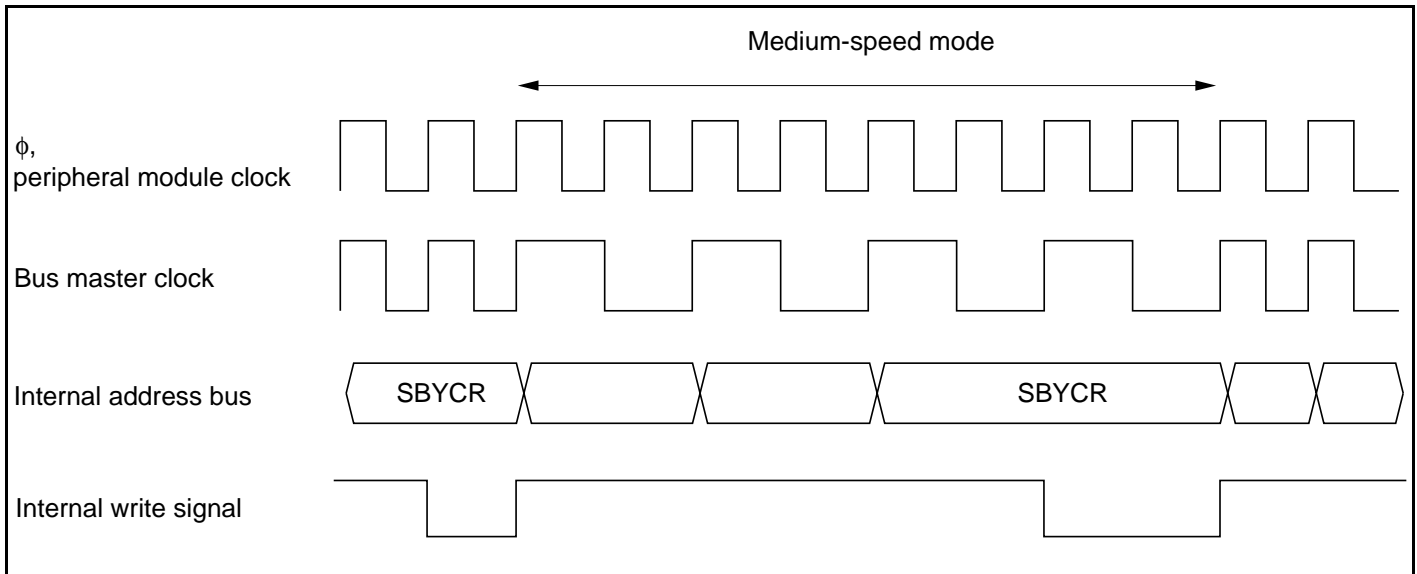 Medium-speed mode
ϕ,
peripheral module clock
Bus master clock
Internal address bus
SBYCR
SBYCR
Internal write signal